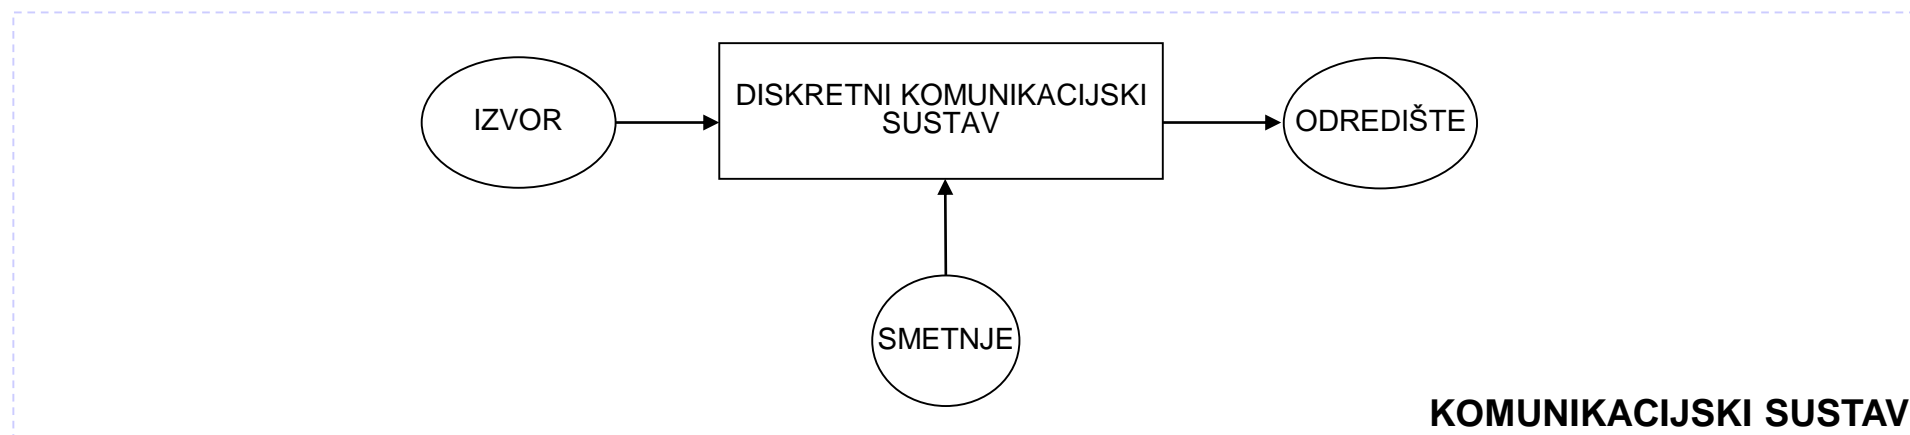 IZVOR
DISKRETNI KOMUNIKACIJSKI
SUSTAV
ODREDIŠTE
SMETNJE
KOMUNIKACIJSKI SUSTAV